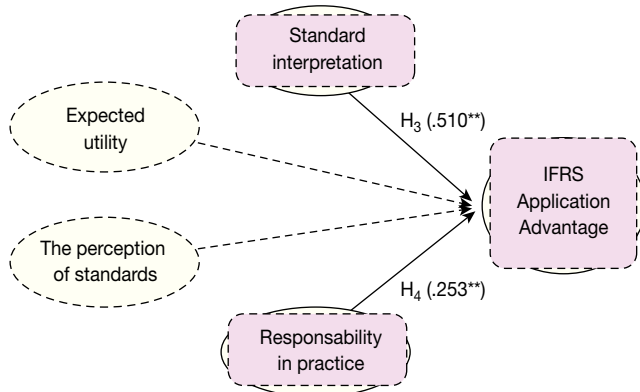 Standard
interpretation
Expected
utility
H3 (.510**)
IFRS
Application
Advantage
The perception
of standards
H4 (.253**)
Responsability
in practice